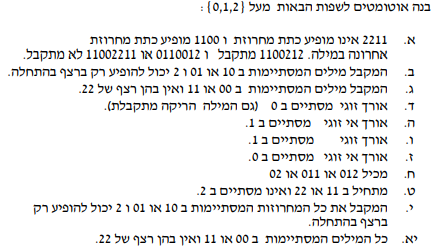 בנה אוטומטים לשפות הבאות מעל {0,1,2} :
א. 2211 אינו מופיע כתת מחרוזת ו 1100 מופיע כתת מחרוזת
אחרונה במילה. 1100212 מתקבל ו 0110012 או 11002211 לא מתקבל.
ב. המקבל מילים המסתיימות ב 10 או 01 ו 2 יכול להופיע רק ברצף בהתחלה.
ג. המקבל מילים המסתיימות ב 00 או 11 ואין בהן רצף של 22.
ד. אורך זוגי מסתיים ב 0 (גם המילה הריקה מתקבלת).
ה. אורך אי זוגי מסתיים ב 1.
ו. אורך זוגי מסתיים ב 1.
ז. אורך אי זוגי מסתיים ב 0.
ח. מכיל 012 או 011 או 02
ט. מתחיל ב 11 או 22 ואינו מסתיים ב 2.
י. המקבל את כל המחרוזות המסתיימות ב 10 או 01 ו 2 יכול להופיע רק
ברצף בהתחלה.
יא. כל המילים המסתיימות ב 00 או 11 ואין בהן רצף של 22.